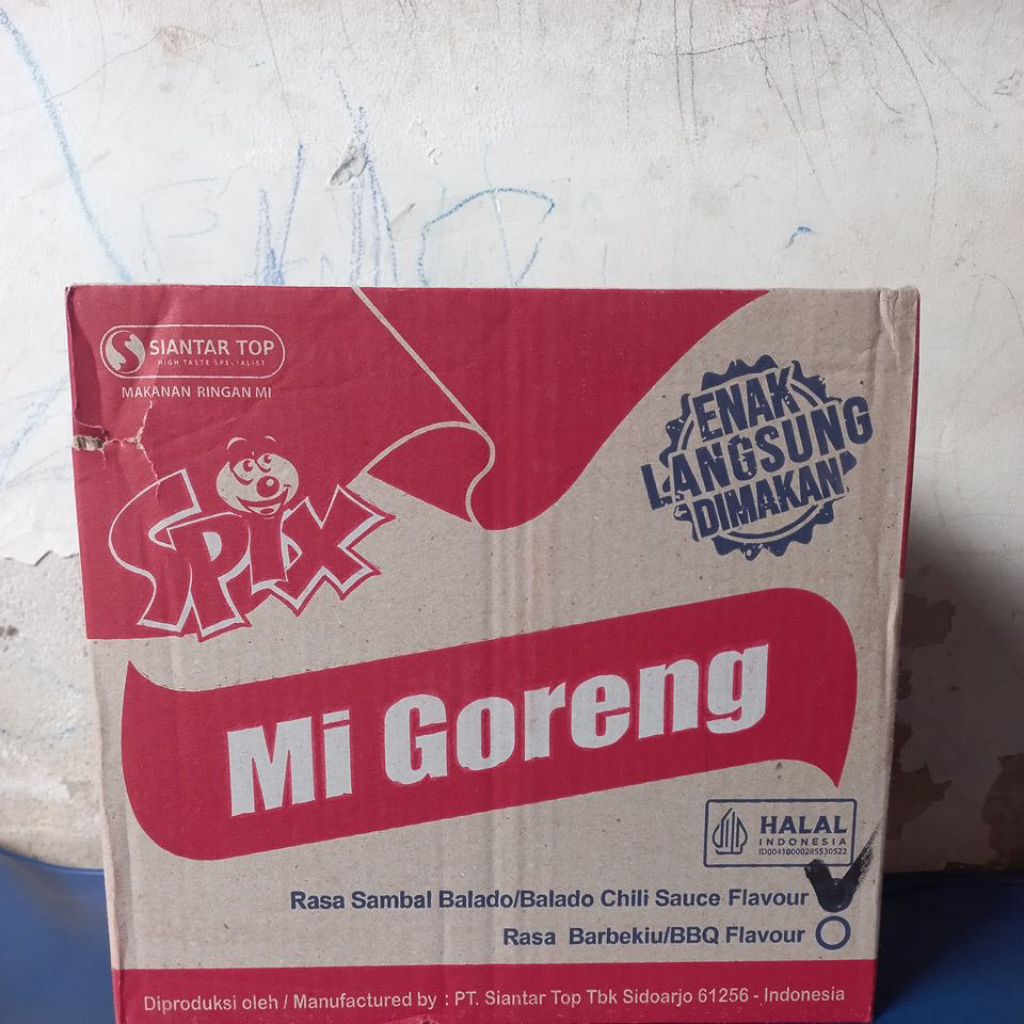 SIANTAR TOP
HIGH TASTE SPECIALIST
MAKANAN RINGAN MI
SPIX
ENAK
LANGSUNG
DIMAKAN
Mi Goreng
HALAL
INDONESIA
ID00410000285530522
Rasa Sambal Balado/Balado Chili Sauce Flavour
Rasa Barbekiu/BBQ Flavour
Diproduksi oleh / Manufactured by : PT. Siantar Top Tbk Sidoarjo 61256 - Indonesia